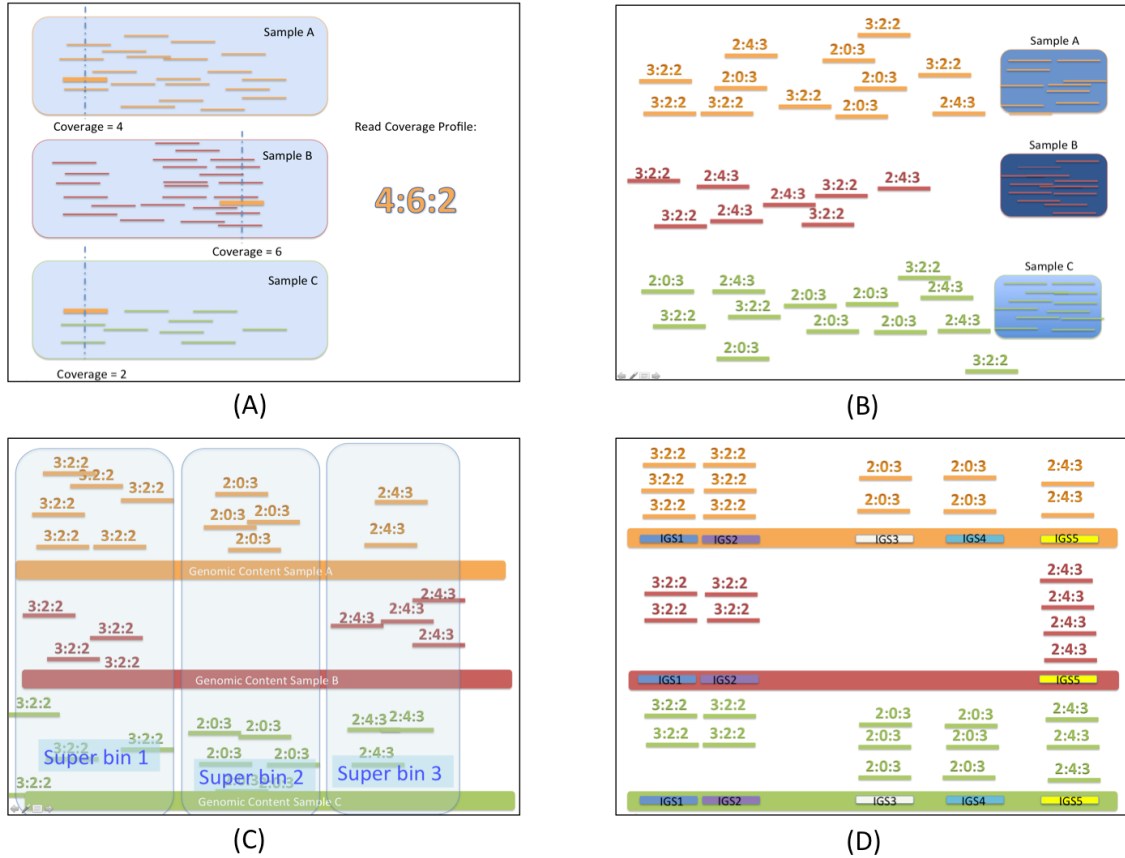 Sample A
Coverage = 4
Read Coverage Profile:
Sample B
4:6:2
Coverage = 6
Sample C
Coverage = 2
(A)
3:2:2
Sample A
2:4:3 2:0:3
3:2:2 2:0:3 2:0:3 3:2:2
3:2:2 3:2:2 3:2:2 2:0:3 2:4:3
Sample B
3:2:2 2:4:3 2:4:3 3:2:2 2:4:3
3:2:2 2:4:3 3:2:2
Sample C
3:2:2
2:0:3 2:4:3 2:0:3 2:0:3 2:4:3
3:2:2 3:2:2 2:0:3 2:0:3 2:4:3
2:0:3 3:2:2
(B)
3:2:2
3:2:2
3:2:2 2:0:3 2:4:3
3:2:2 2:0:3 2:0:3
3:2:2 3:2:2 2:0:3 2:4:3
Genomic Content Sample A
3:2:2 2:4:3 2:4:3 2:4:3
3:2:2 2:4:3
3:2:2 3:2:2
Genomic Content Sample B
3:2:2 2:0:3 2:0:3 2:4:3 2:4:3
3:2:2 3:2:2 2:0:3 2:0:3 2:4:3
Super bin 1 Super bin 2 Super bin 3
3:2:2 2:0:3
Genomic Content Sample C
(C)
3:2:2 3:2:2 2:0:3 2:0:3 2:4:3
3:2:2 3:2:2
3:2:2 3:2:2 2:0:3 2:0:3 2:4:3
IGS1 IGS2 IGS3 IGS4 IGS5
3:2:2 3:2:2 2:4:3
3:2:2 3:2:2 2:4:3
2:4:3
2:4:3
IGS1 IGS2 IGS5
3:2:2 3:2:2 2:0:3 2:0:3 2:4:3
3:2:2 3:2:2 2:0:3 2:0:3 2:4:3
2:0:3 2:0:3 2:4:3
IGS1 IGS2 IGS3 IGS4 IGS5
(D)